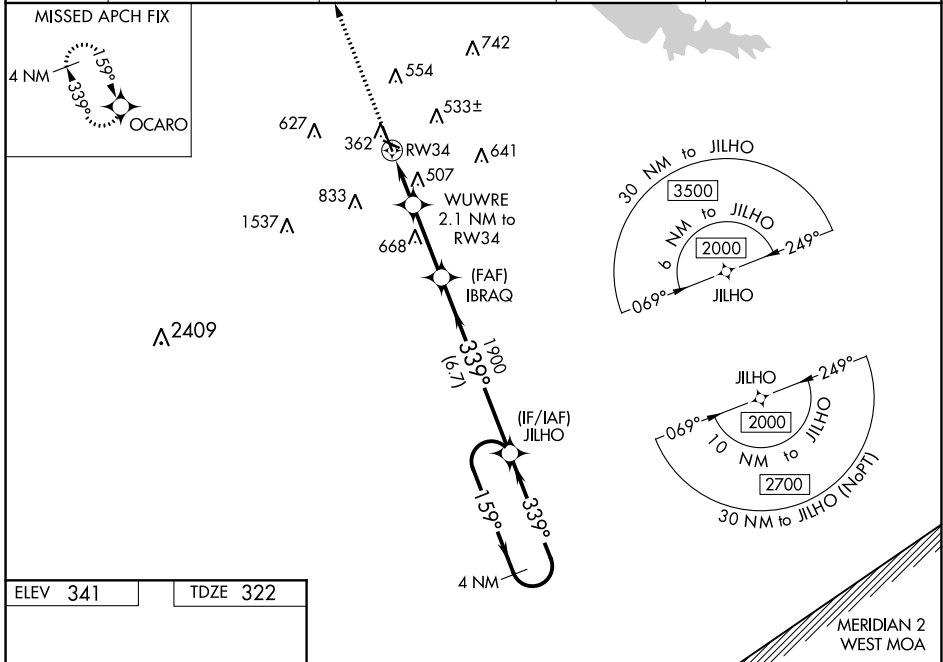 MISSED APCH FIX
4 NM
159°
339°
OCARO
742
554
533±
627
362
RW34
641
507
833
WUWRE
2.1 NM to
RW34
1537
668
(FAF)
IBRAQ
2409
1900
339°
(6.7)
(IF/IAF)
JILHO
159°
339°
4 NM
30 NM to JILHO
3500
6 NM to JILHO
2000
249°
069°
JILHO
JILHO
249°
069°
2000
10 NM to JILHO
2700
30 NM to JILHO (NoPT)
ELEV 341
TDZE 322
MERIDIAN 2
WEST MOA